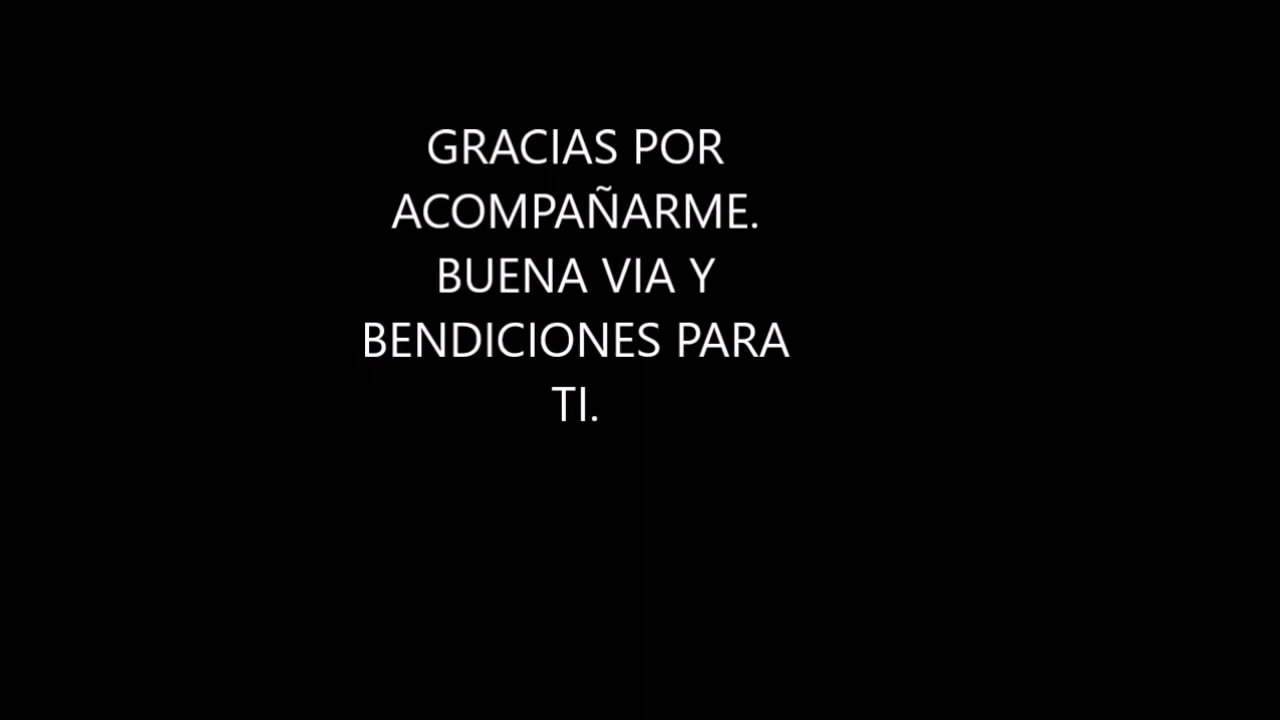 GRACIAS POR
ACOMPAÑARME.
BUENA VIA Y
BENDICIONES PARA
TI.